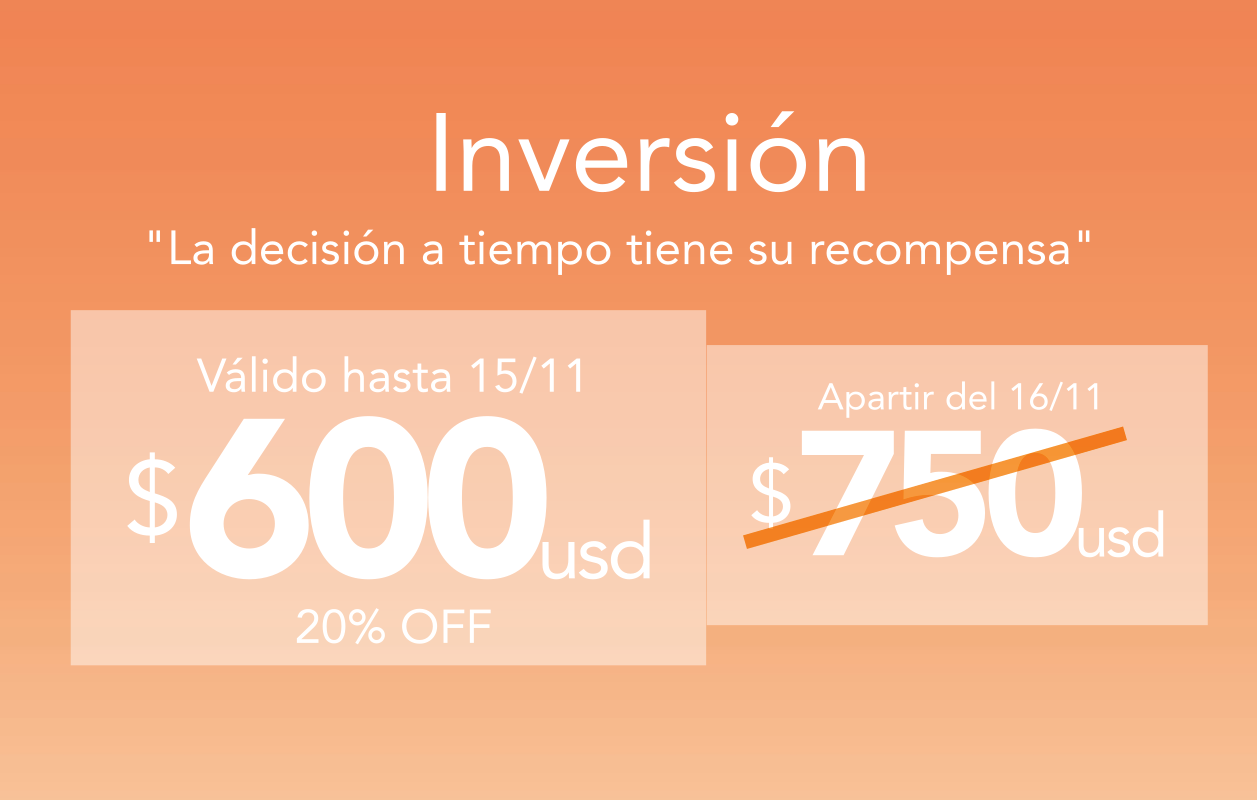 Inversión
"La decisión a tiempo tiene su recompensa"
Válido hasta 15/11
$600usd
20% OFF
Apartir del 16/11
$750usd